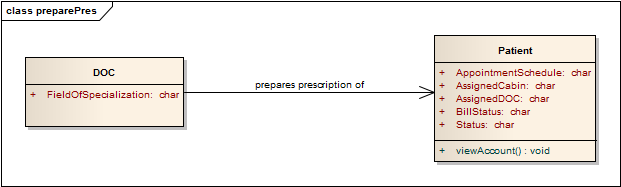 class preparePres
DOC
+ FieldOfSpecialization: char
prepares prescription of
Patient
+ AppointmentSchedule: char
+ AssignedCabin: char
+ AssignedDOC: char
+ BillStatus: char
+ Status: char
+ viewAccount() : void